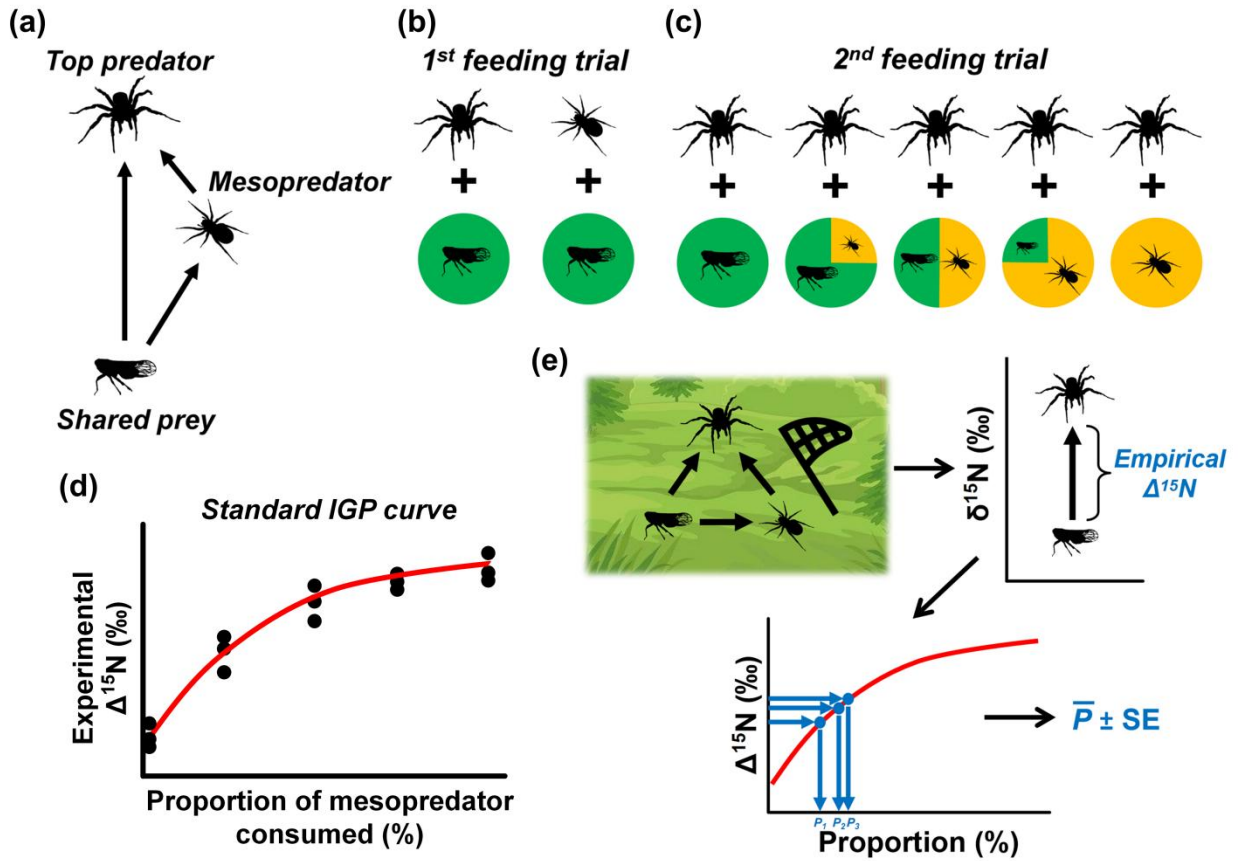 (a)
Top predator
Mesopredator
Shared prey
(b)
1st feeding trial
+
+
(c)
2nd feeding trial
+
+
+
+
+
(d)
Standard IGP curve
Experimental
Δ¹⁵N (‰)
Proportion of mesopredator
consumed (%)
(e)
δ¹⁵N (‰)
Empirical
Δ¹⁵N
Δ¹⁵N (‰)
P₁ P₂ P₃
Proportion (%)
P̅ ± SE